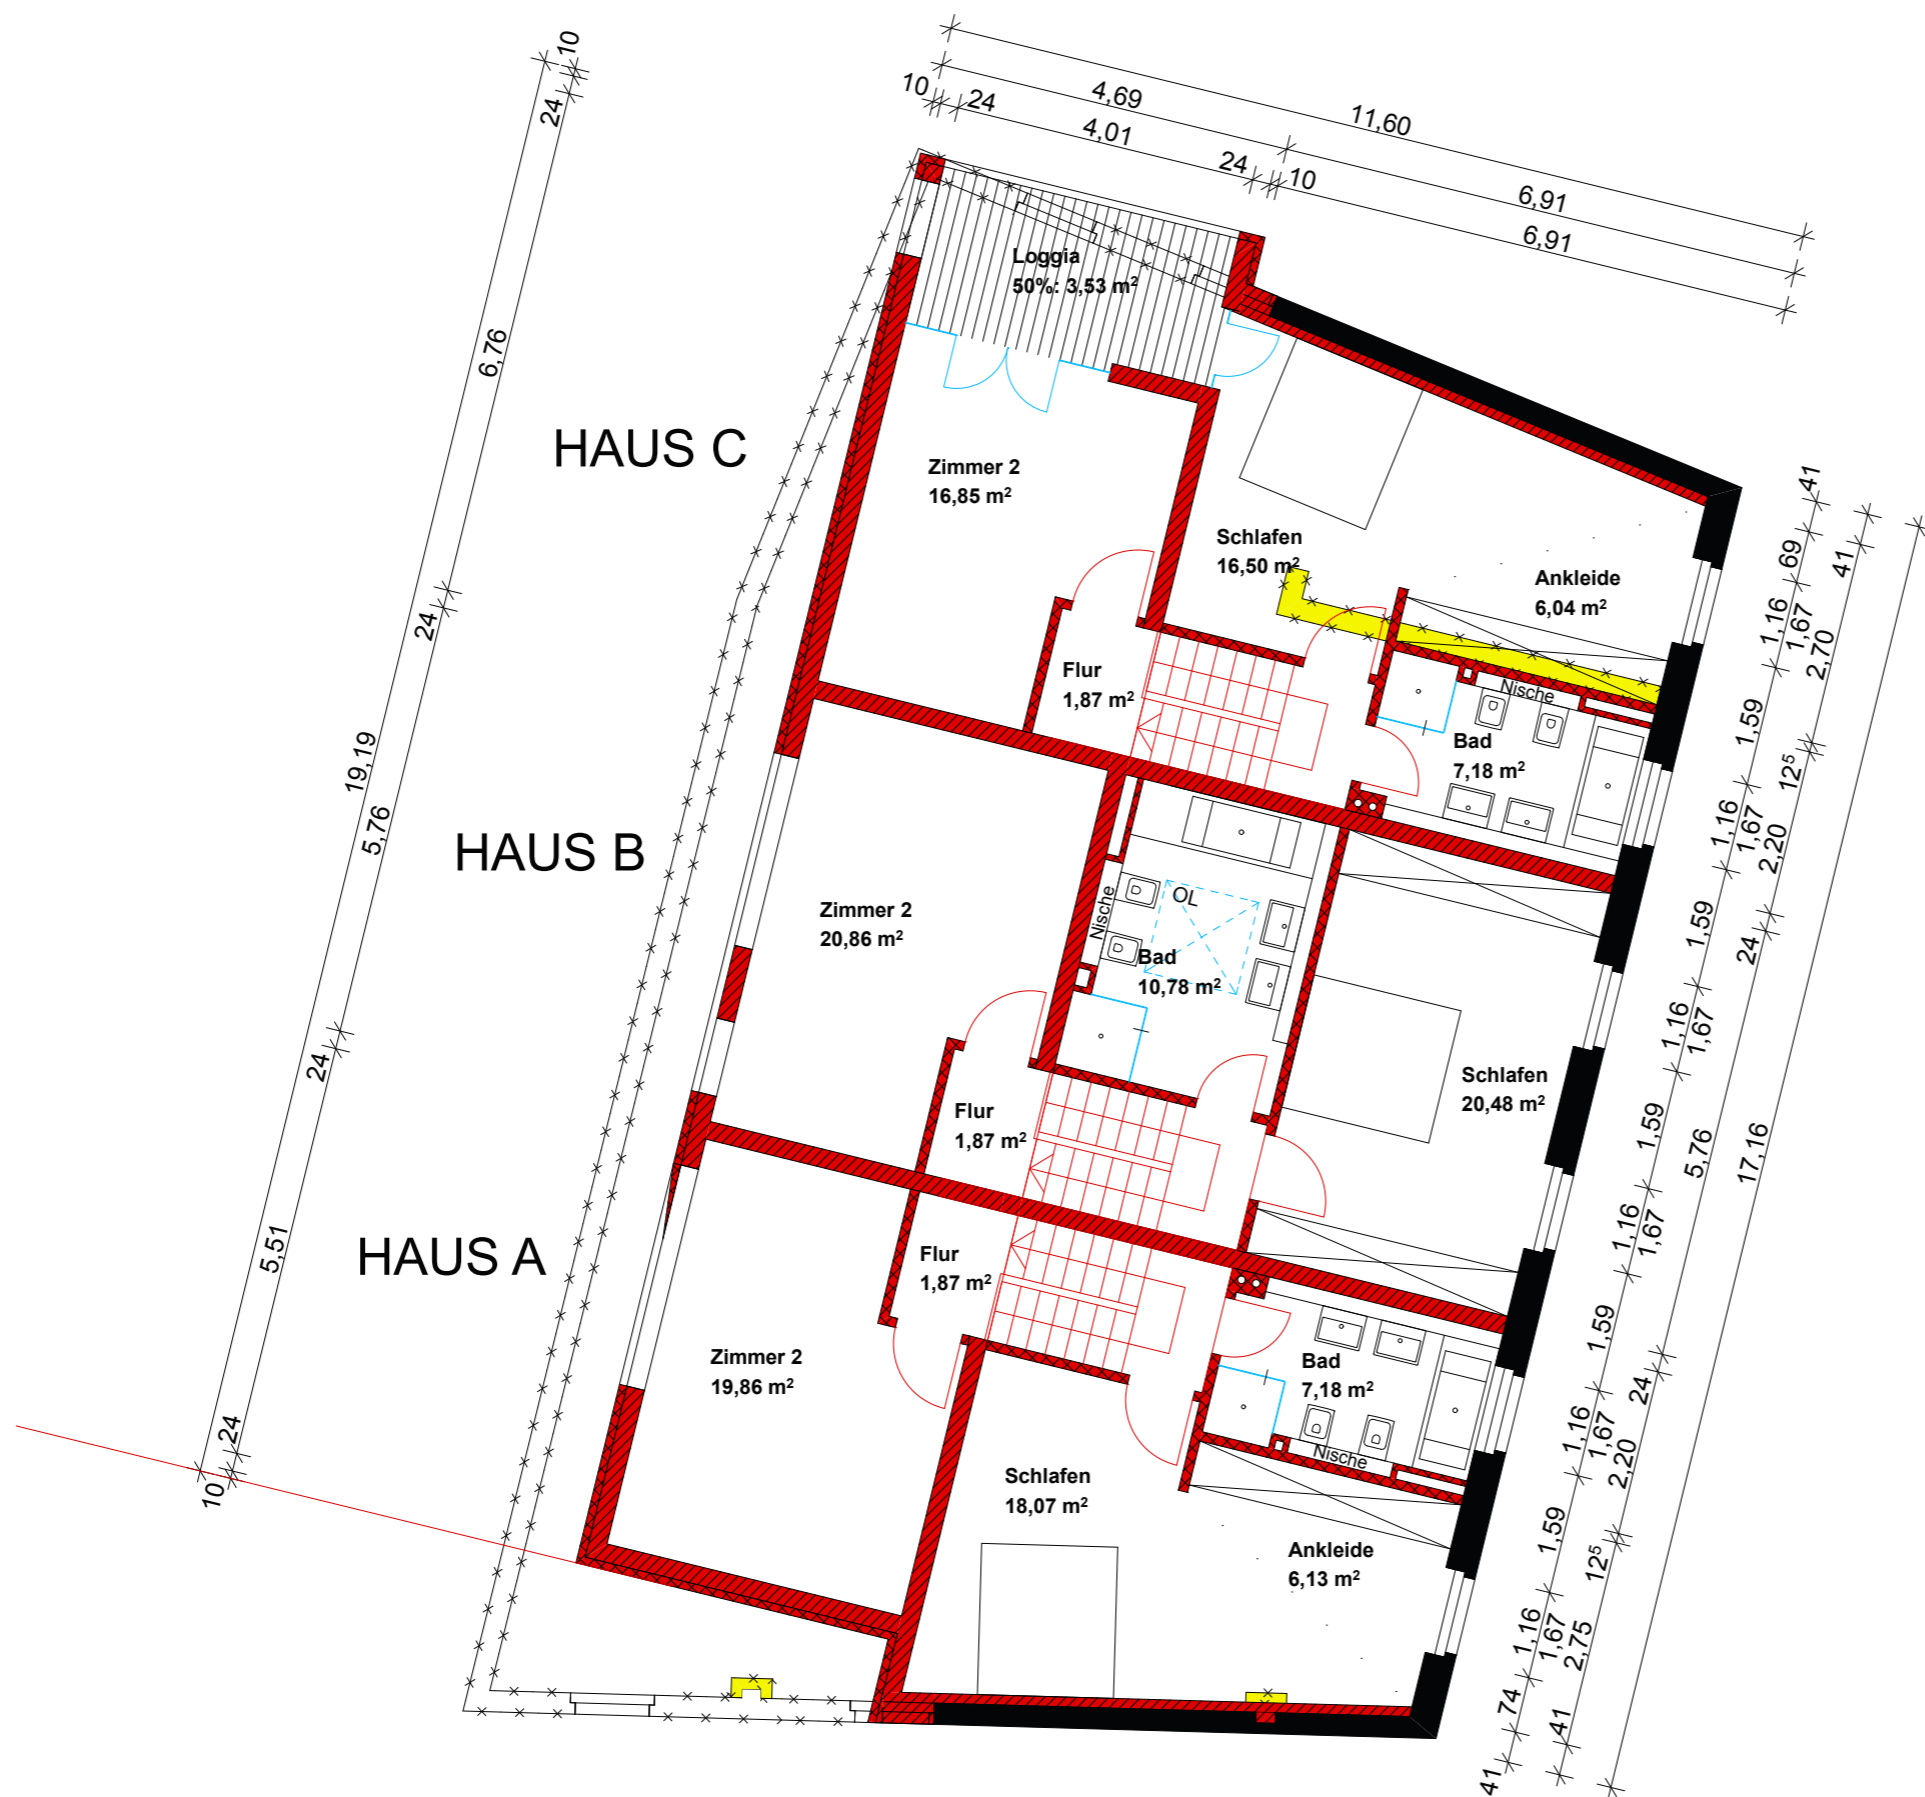 10
24
6,76
24
19,19
5,76
24
5,51
24
10
11,60
4,69
6,91
10
24
4,01
24
10
6,91
HAUS C
HAUS B
HAUS A
Loggia
50%: 3,53 m²
Zimmer 2
16,85 m²
Schlafen
16,50 m²
Ankleide
6,04 m²
Flur
1,87 m²
Nische
Bad
7,18 m²
Zimmer 2
20,86 m²
Nische
OL
Bad
10,78 m²
Schlafen
20,48 m²
Flur
1,87 m²
Flur
1,87 m²
Zimmer 2
19,86 m²
Bad
7,18 m²
Nische
Schlafen
18,07 m²
Ankleide
6,13 m²
41
69
41
1,16
1,67
2,70
1,59
12⁵
1,16
1,67
2,20
1,59
24
1,16
1,67
1,59
5,76
17,16
1,16
1,67
1,59
24
1,16
1,67
2,20
1,59
12⁵
1,16
1,67
2,75
74
41
41